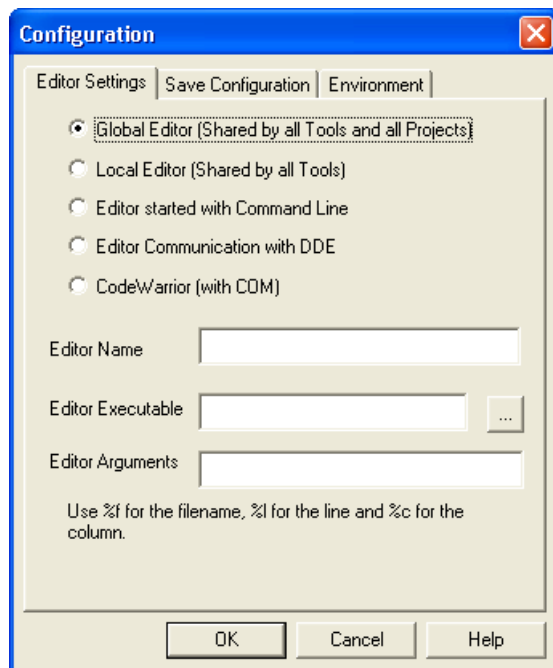 Configuration
Editor Settings Save Configuration Environment
Global Editor (Shared by all Tools and all Projects)
Local Editor (Shared by all Tools)
Editor started with Command Line
Editor Communication with DDE
CodeWarrior (with COM)
Editor Name
Editor Executable ...
Editor Arguments
Use %f for the filename, %l for the line and %c for the
column.
OK Cancel Help